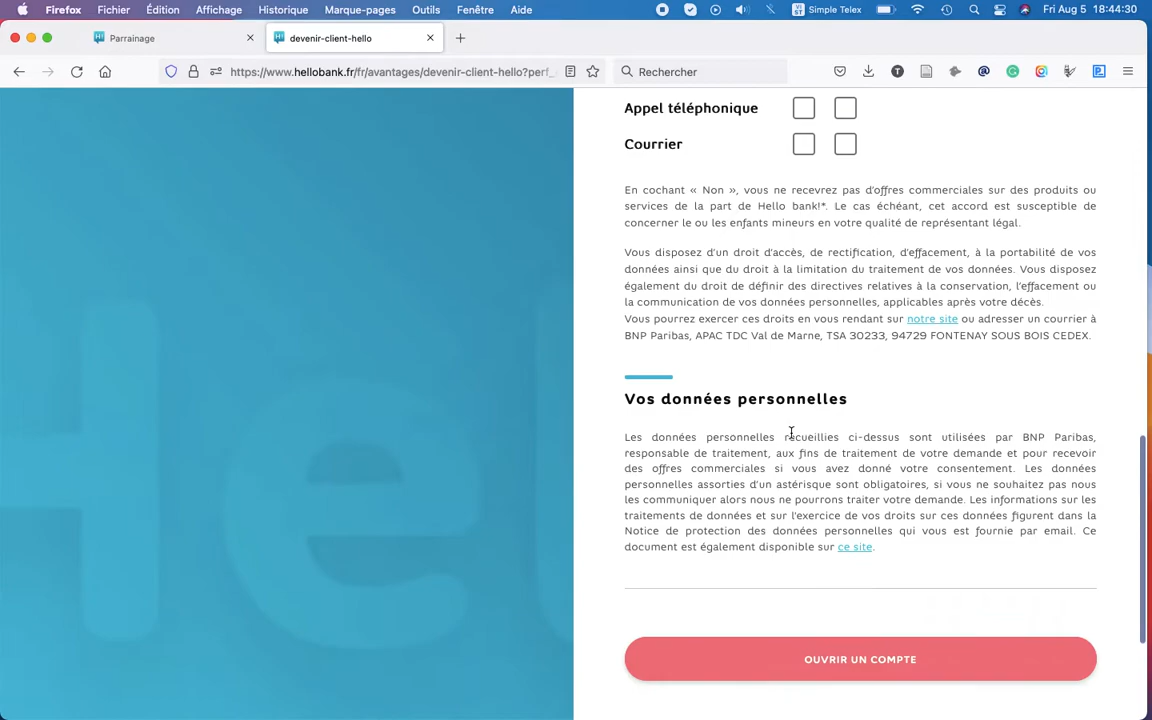 Firefox Fichier Édition Affichage Historique Marque-pages Outils Fenêtre Aide Simple Telex Fri Aug 5 18:44:30
Parrainage devenir-client-hello
https://www.hellobank.fr/fr/avantages/devenir-client-hello?perf_ Rechercher
Appel téléphonique
Courrier
En cochant « Non », vous ne recevrez pas d'offres commerciales sur des produits ou
services de la part de Hello bank!*. Le cas échéant, cet accord est susceptible de
concerner le ou les enfants mineurs en votre qualité de représentant légal.
Vous disposez d'un droit d'accès, de rectification, d'effacement, à la portabilité de vos
données ainsi que du droit à la limitation du traitement de vos données. Vous disposez
également du droit de définir des directives relatives à la conservation, l'effacement ou
la communication de vos données personnelles, applicables après votre décès.
Vous pourrez exercer ces droits en vous rendant sur notre site ou adresser un courrier à
BNP Paribas, APAC TDC Val de Marne, TSA 30233, 94729 FONTENAY SOUS BOIS CEDEX.
Vos données personnelles
Les données personnelles recueillies ci-dessus sont utilisées par BNP Paribas,
responsable de traitement, aux fins de traitement de votre demande et pour recevoir
des offres commerciales si vous avez donné votre consentement. Les données
personnelles assorties d'un astérisque sont obligatoires, si vous ne souhaitez pas nous
les communiquer alors nous ne pourrons traiter votre demande. Les informations sur les
traitements de données et sur l'exercice de vos droits sur ces données figurent dans la
Notice de protection des données personnelles qui vous est fournie par email. Ce
document est également disponible sur ce site.
OUVRIR UN COMPTE
Hel